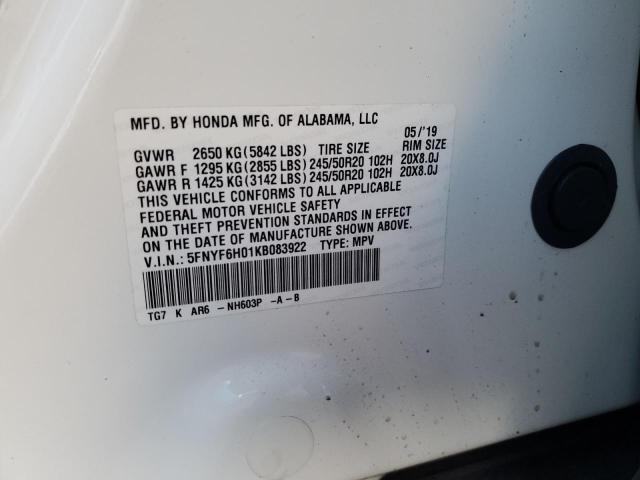 MFD. BY HONDA MFG. OF ALABAMA, LLC 05/'19
GVWR 2650 KG(5842 LBS) TIRE SIZE RIM SIZE
GAWR F 1295 KG(2855 LBS) 245/50R20 102H 20X8.0J
GAWR R 1425 KG(3142 LBS) 245/50R20 102H 20X8.0J
THIS VEHICLE CONFORMS TO ALL APPLICABLE
FEDERAL MOTOR VEHICLE SAFETY
AND THEFT PREVENTION STANDARDS IN EFFECT
ON THE DATE OF MANUFACTURE SHOWN ABOVE.
V.I.N.: 5FNYF6H01KB083922 TYPE: MPV
TG7 K AR6 -NH603P -A-B